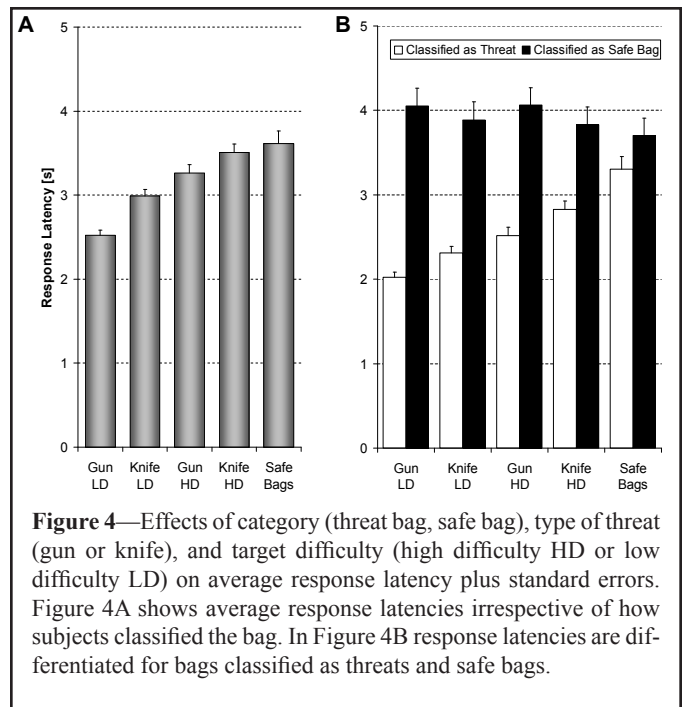 A
B
5
4
3
2
1
0
Response Latency [s]
Gun LD
Knife LD
Gun HD
Knife HD
Safe Bags
5
4
3
2
1
0
Classified as Threat
Classified as Safe Bag
Gun LD
Knife LD
Gun HD
Knife HD
Safe Bags
Figure 4—Effects of category (threat bag, safe bag), type of threat
(gun or knife), and target difficulty (high difficulty HD or low
difficulty LD) on average response latency plus standard errors.
Figure 4A shows average response latencies irrespective of how
subjects classified the bag. In Figure 4B response latencies are dif-
ferentiated for bags classified as threats and safe bags.